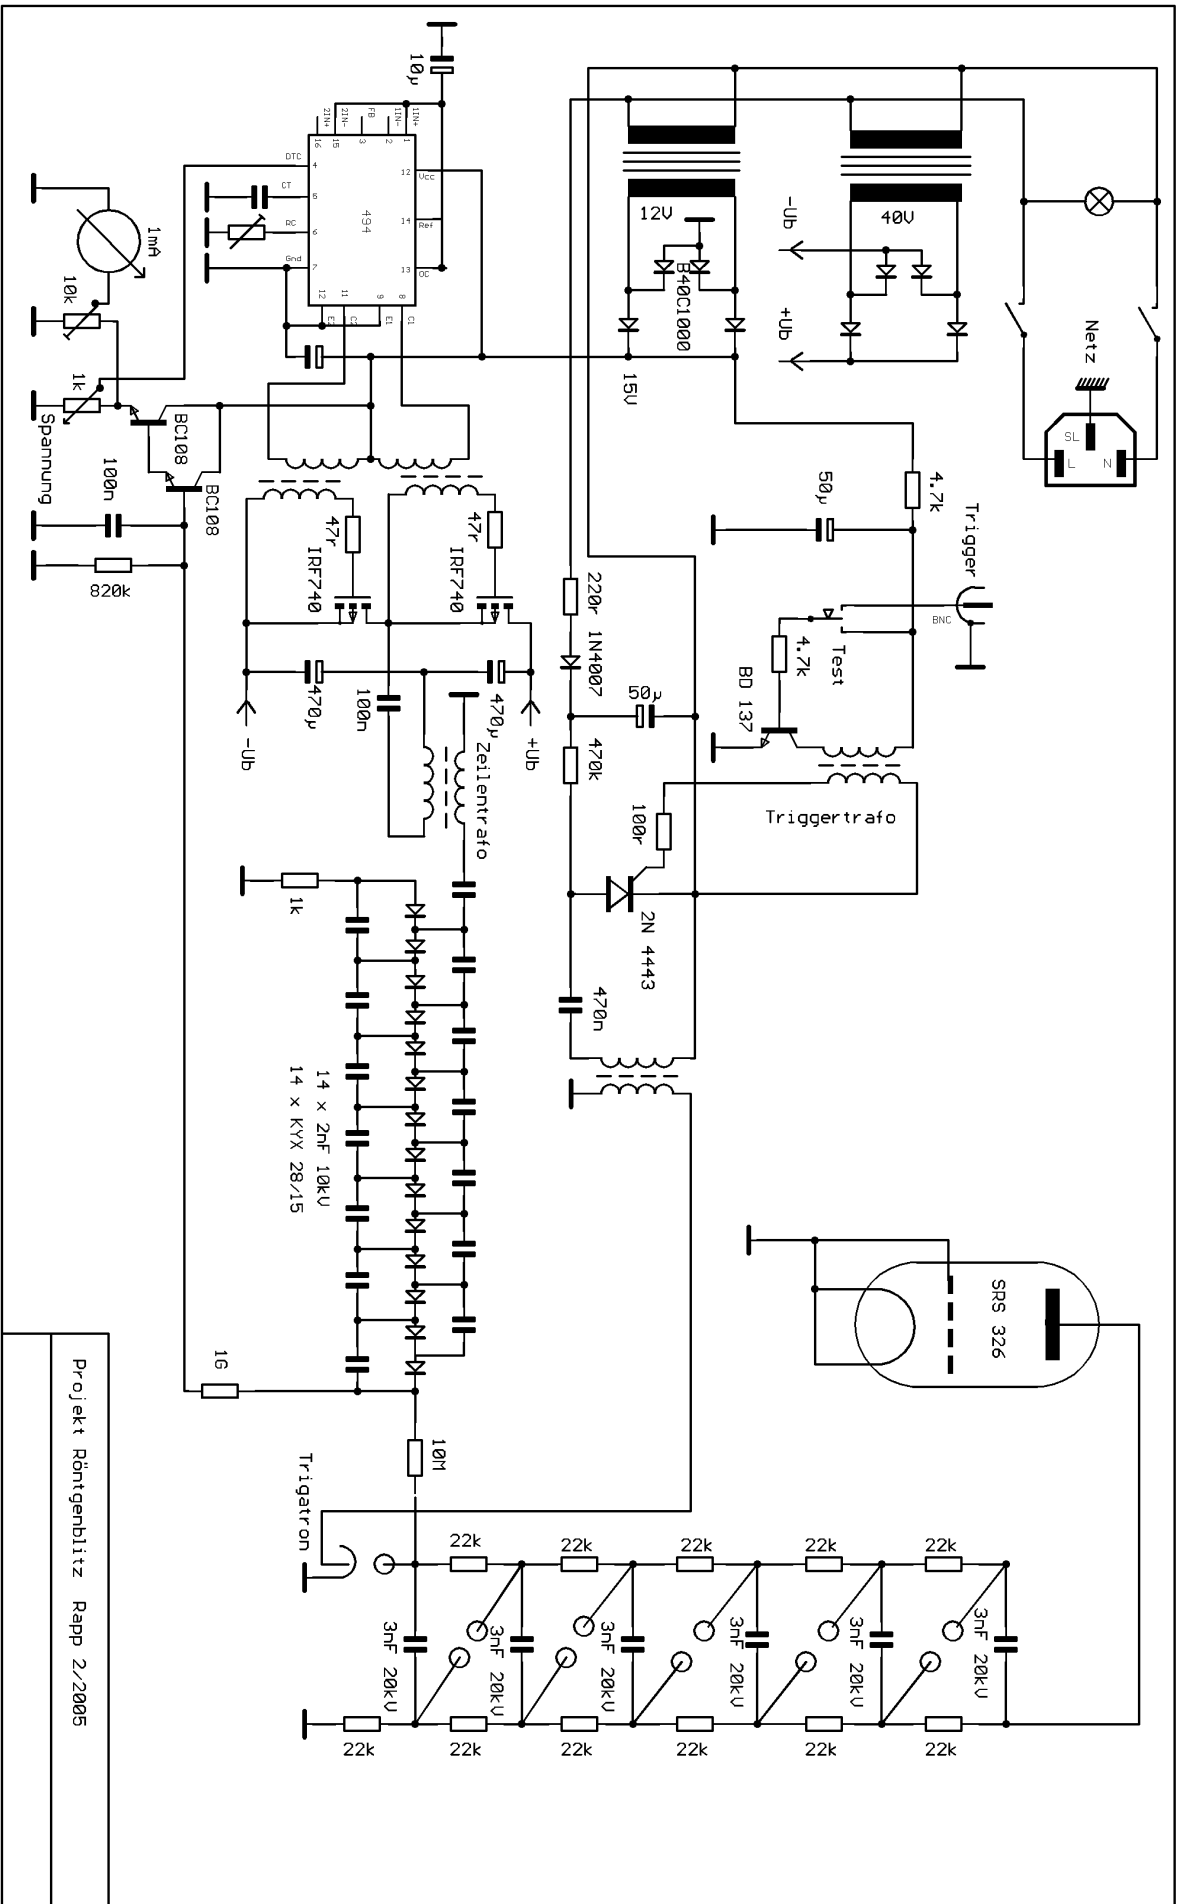 Netz
SL
L
N
40V
-Ub
+Ub
12V
B40C1000
15V
4.7k
50µ
Trigger
BNC
Test
4.7k
BD 137
Triggertrafo
220r
1N4007
50µ
470k
100r
2N 4443
470n
SRS 326
10µ
1IN+
1IN-
FB
2IN-
2IN+
1
2
3
15
16
DTC
4
CT
5
RC
6
Gnd
7
494
12
Vcc
14
Ref
13
OC
12
11
9
8
E1
C1
1mA
10k
1k
Spannung
BC108
BC108
100n
820k
47r
IRF740
47r
IRF740
470µ
470µ
100n
-Ub
+Ub
Zeilentrafo
1k
14 x 2nF 10kV
14 x KYX 28/15
1G
10M
Trigatron
22k
22k
22k
22k
22k
3nF 20kV
3nF 20kV
3nF 20kV
3nF 20kV
3nF 20kV
3nF 20kV
22k
22k
22k
22k
22k
22k
Projekt Röntgenblitz Rapp 2/2005